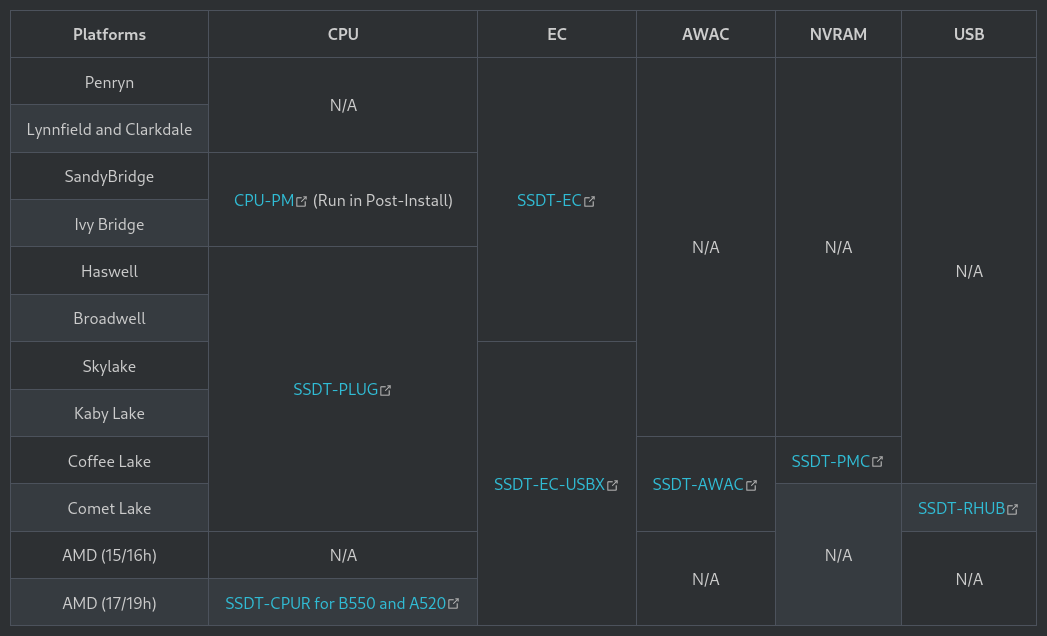 Platforms CPU EC AWAC NVRAM USB
Penryn
N/A
Lynnfield and Clarkdale
SandyBridge
CPU-PM (Run in Post-Install) SSDT-EC
Ivy Bridge
N/A N/A
Haswell N/A
Broadwell
Skylake
SSDT-PLUG
Kaby Lake
Coffee Lake SSDT-PMC
SSDT-EC-USBX SSDT-AWAC
Comet Lake SSDT-RHUB
AMD (15/16h) N/A N/A
N/A N/A
AMD (17/19h) SSDT-CPUR for B550 and A520